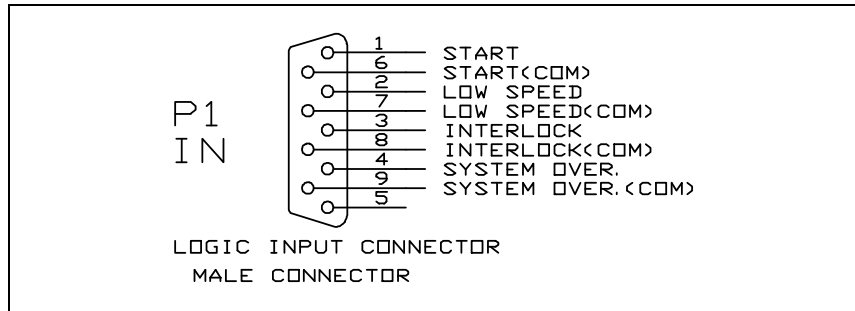 1 START
6 START(COM)
2 LOW SPEED
7 LOW SPEED(COM)
3 INTERLOCK
8 INTERLOCK(COM)
4 SYSTEM OVER.
9 SYSTEM OVER.(COM)
5
P1
IN
LOGIC INPUT CONNECTOR
MALE CONNECTOR